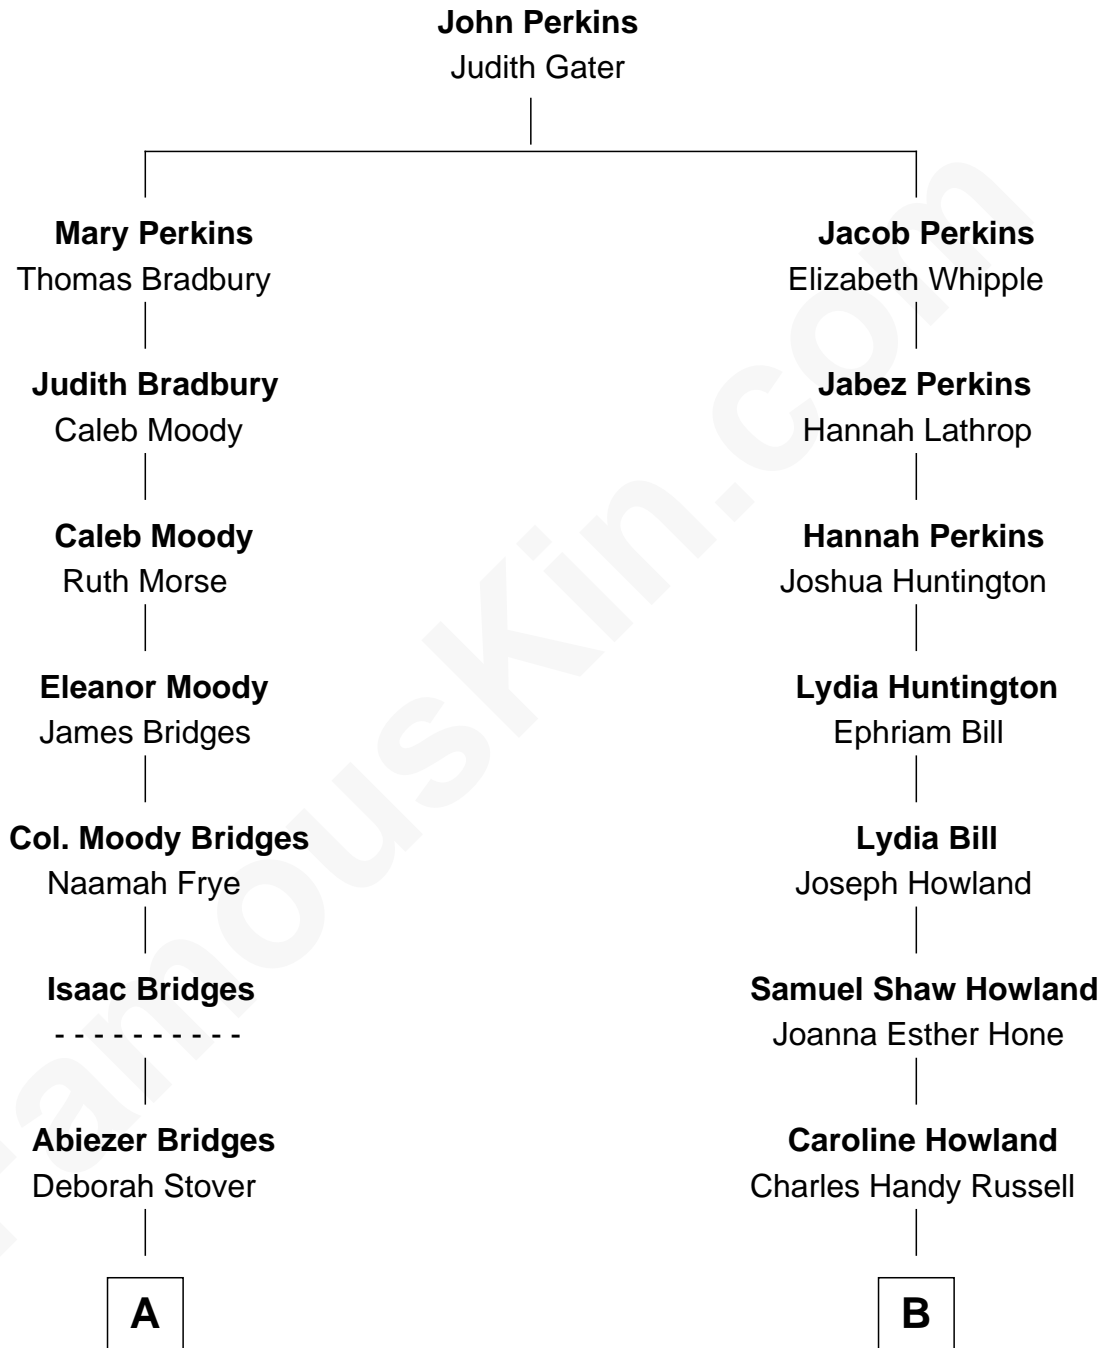 John Perkins
Judith Gater
Mary Perkins
Thomas Bradbury
Jacob Perkins
Elizabeth Whipple
Judith Bradbury
Caleb Moody
Jabez Perkins
Hannah Lathrop
Caleb Moody
Ruth Morse
Hannah Perkins
Joshua Huntington
Eleanor Moody
James Bridges
Lydia Huntington
Ephriam Bill
Col. Moody Bridges
Naamah Frye
Lydia Bill
Joseph Howland
Isaac Bridges
- - - - - - - - - -
Samuel Shaw Howland
Joanna Esther Hone
Abiezer Bridges
Deborah Stover
Caroline Howland
Charles Handy Russell
A
B
FamousKin.com